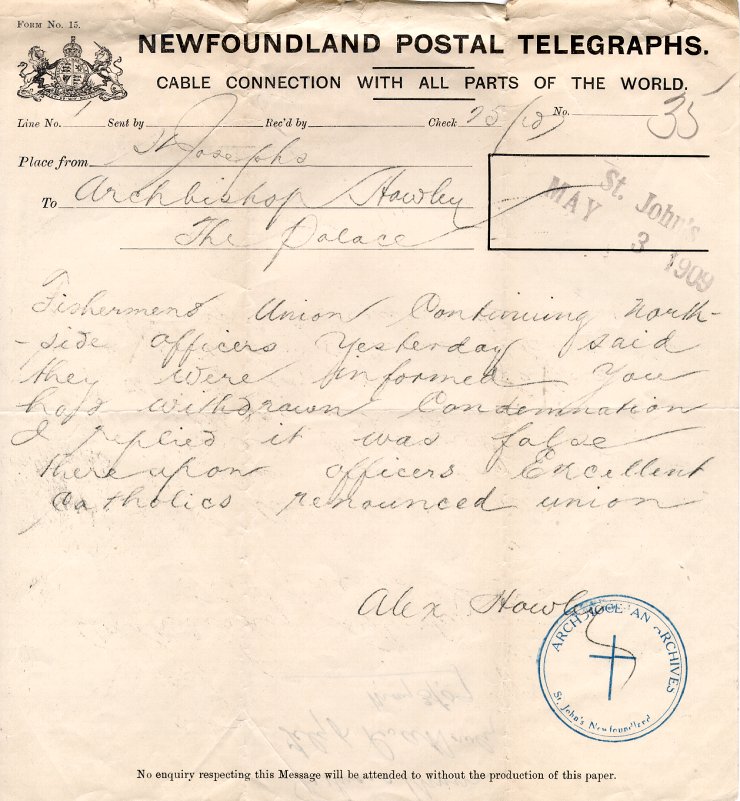 FORM No. 15.
NEWFOUNDLAND POSTAL TELEGRAPHS.
CABLE CONNECTION WITH ALL PARTS OF THE WORLD.
Line No. 1 Sent by Rec'd by Check 25/ No. 35
Place from St Josephs
To Archbishop Howley
The Palace
St. John's
MAY 3 1909
Fishermens Union Continuing north-
-side officers Yesterday said
they were informed You
had withdrawn Condemnation
I replied it was false
thereupon officers Excellent
Catholics renounced union
Alex Howley
ARCHDIOCESAN ARCHIVES
St. John's Newfoundland
No enquiry respecting this Message will be attended to without the production of this paper.